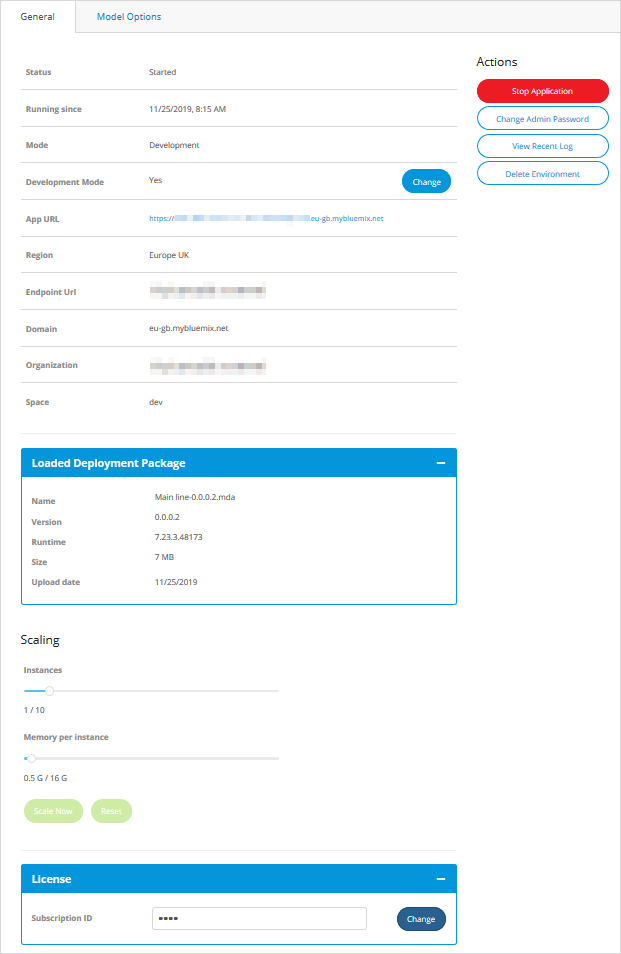 General Model Options
Actions
Status Started
Stop Application
Running since 11/25/2019, 8:15 AM
Change Admin Password
Mode Development
View Recent Log
Development Mode Yes Change
Delete Environment
App URL https:// .eu-gb.mybluemix.net
Region Europe UK
Endpoint Url
Domain eu-gb.mybluemix.net
Organization
Space dev
Loaded Deployment Package
Name Main line-0.0.0.2.mda
Version 0.0.0.2
Runtime 7.23.3.48173
Size 7 MB
Upload date 11/25/2019
Scaling
Instances
1 / 10
Memory per instance
0.5 G / 16 G
Scale Now Reset
License
Subscription ID •••• Change